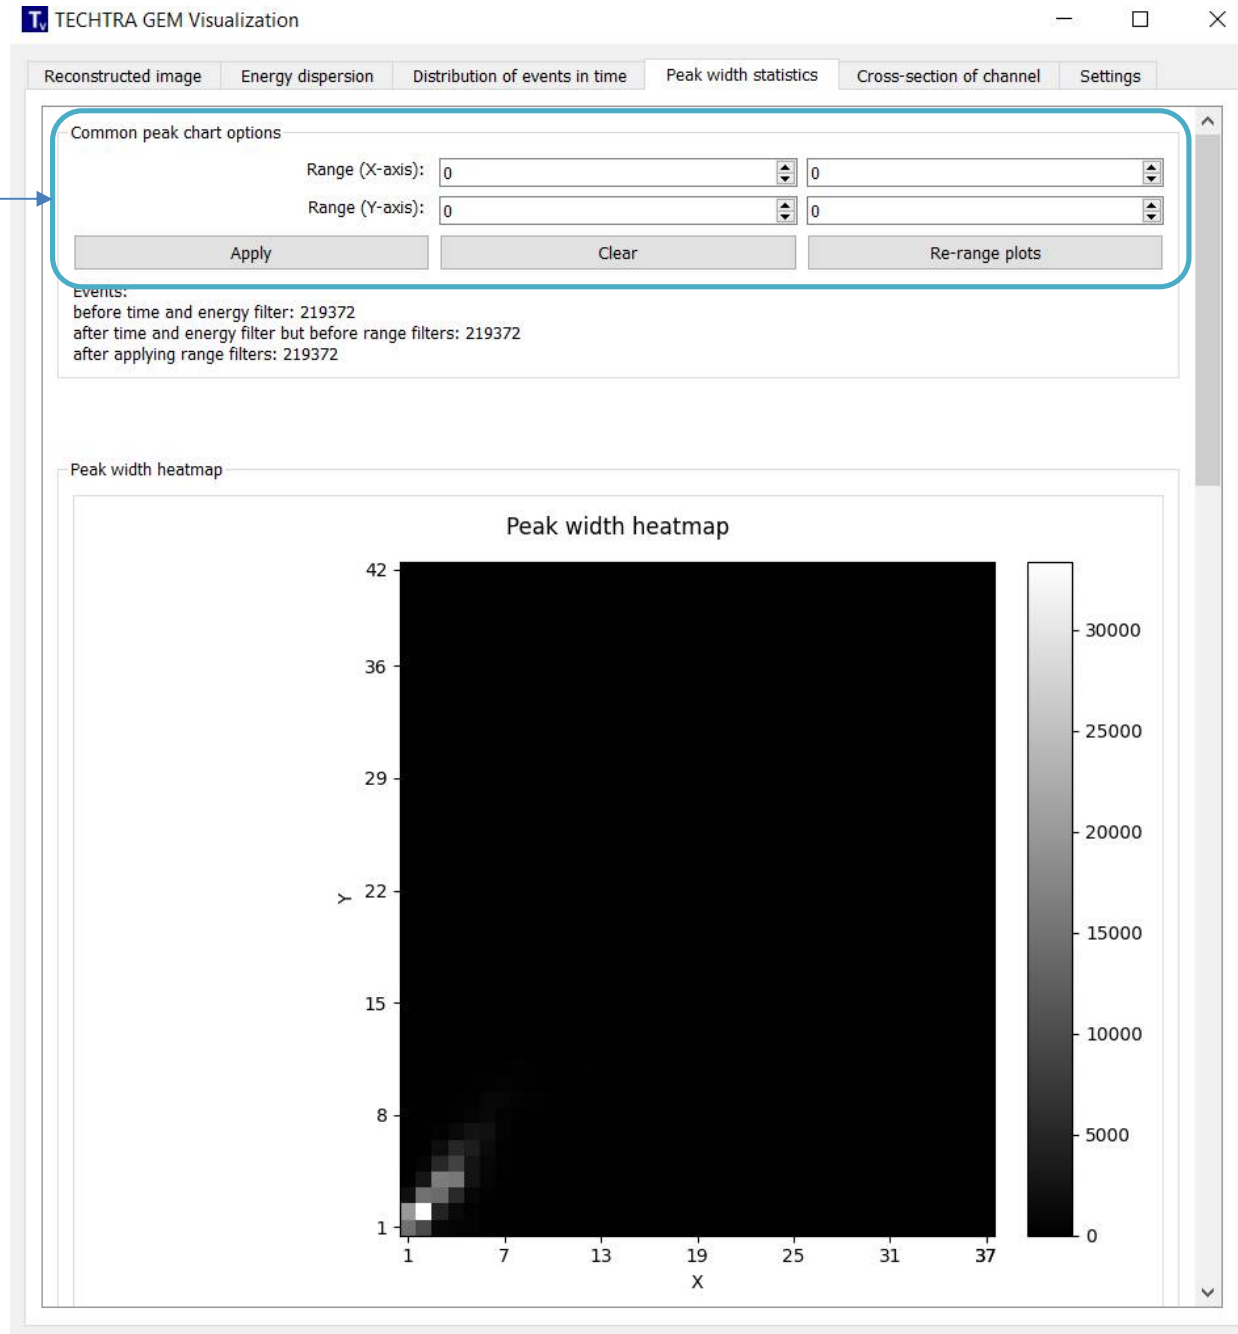 Tv TECHTRA GEM Visualization
Reconstructed image Energy dispersion Distribution of events in time Peak width statistics Cross-section of channel Settings
Common peak chart options
Range (X-axis): 0 0
Range (Y-axis): 0 0
Apply Clear Re-range plots
Events:
before time and energy filter: 219372
after time and energy filter but before range filters: 219372
after applying range filters: 219372
Peak width heatmap
Peak width heatmap
42
36
29
22
15
8
1
Y
1 7 13 19 25 31 37
X
30000
25000
20000
15000
10000
5000
0